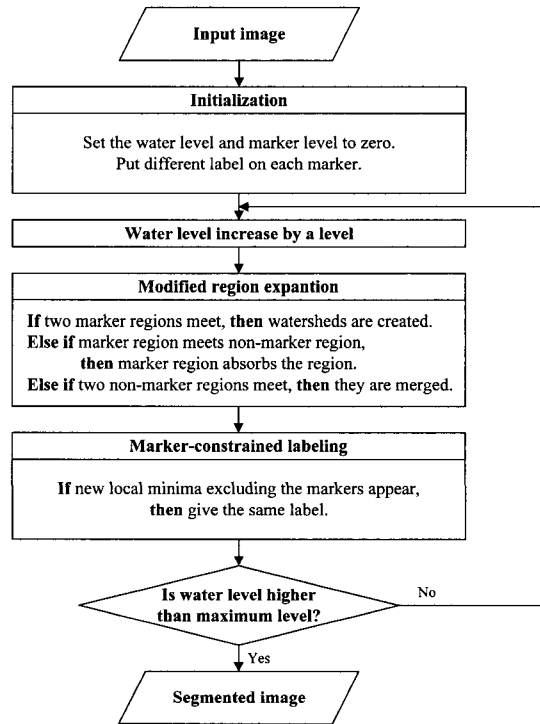 Input image
Initialization
Set the water level and marker level to zero.
Put different label on each marker.
Water level increase by a level
Modified region expantion
If two marker regions meet, then watersheds are created.
Else if marker region meets non-marker region,
then marker region absorbs the region.
Else if two non-marker regions meet, then they are merged.
Marker-constrained labeling
If new local minima excluding the markers appear,
then give the same label.
Is water level higher
than maximum level?
No
Yes
Segmented image